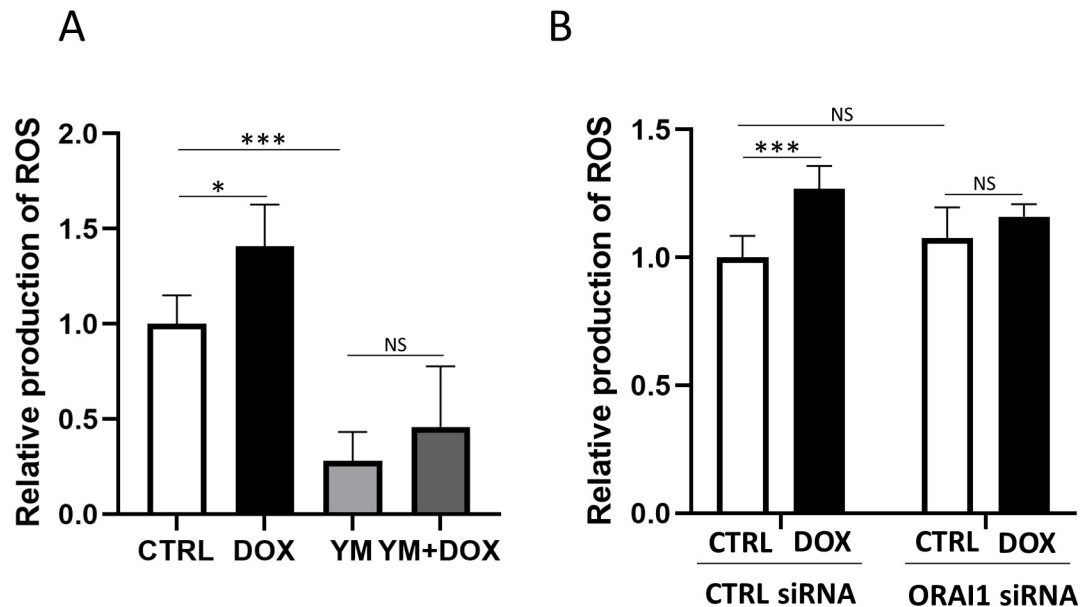 A
Relative production of ROS
2.0
1.5
1.0
0.5
0.0
***
*
NS
CTRL DOX YM YM+DOX
B
Relative production of ROS
1.5
1.0
0.5
0.0
NS
***
NS
CTRL DOX CTRL DOX
CTRL siRNA ORAI1 siRNA